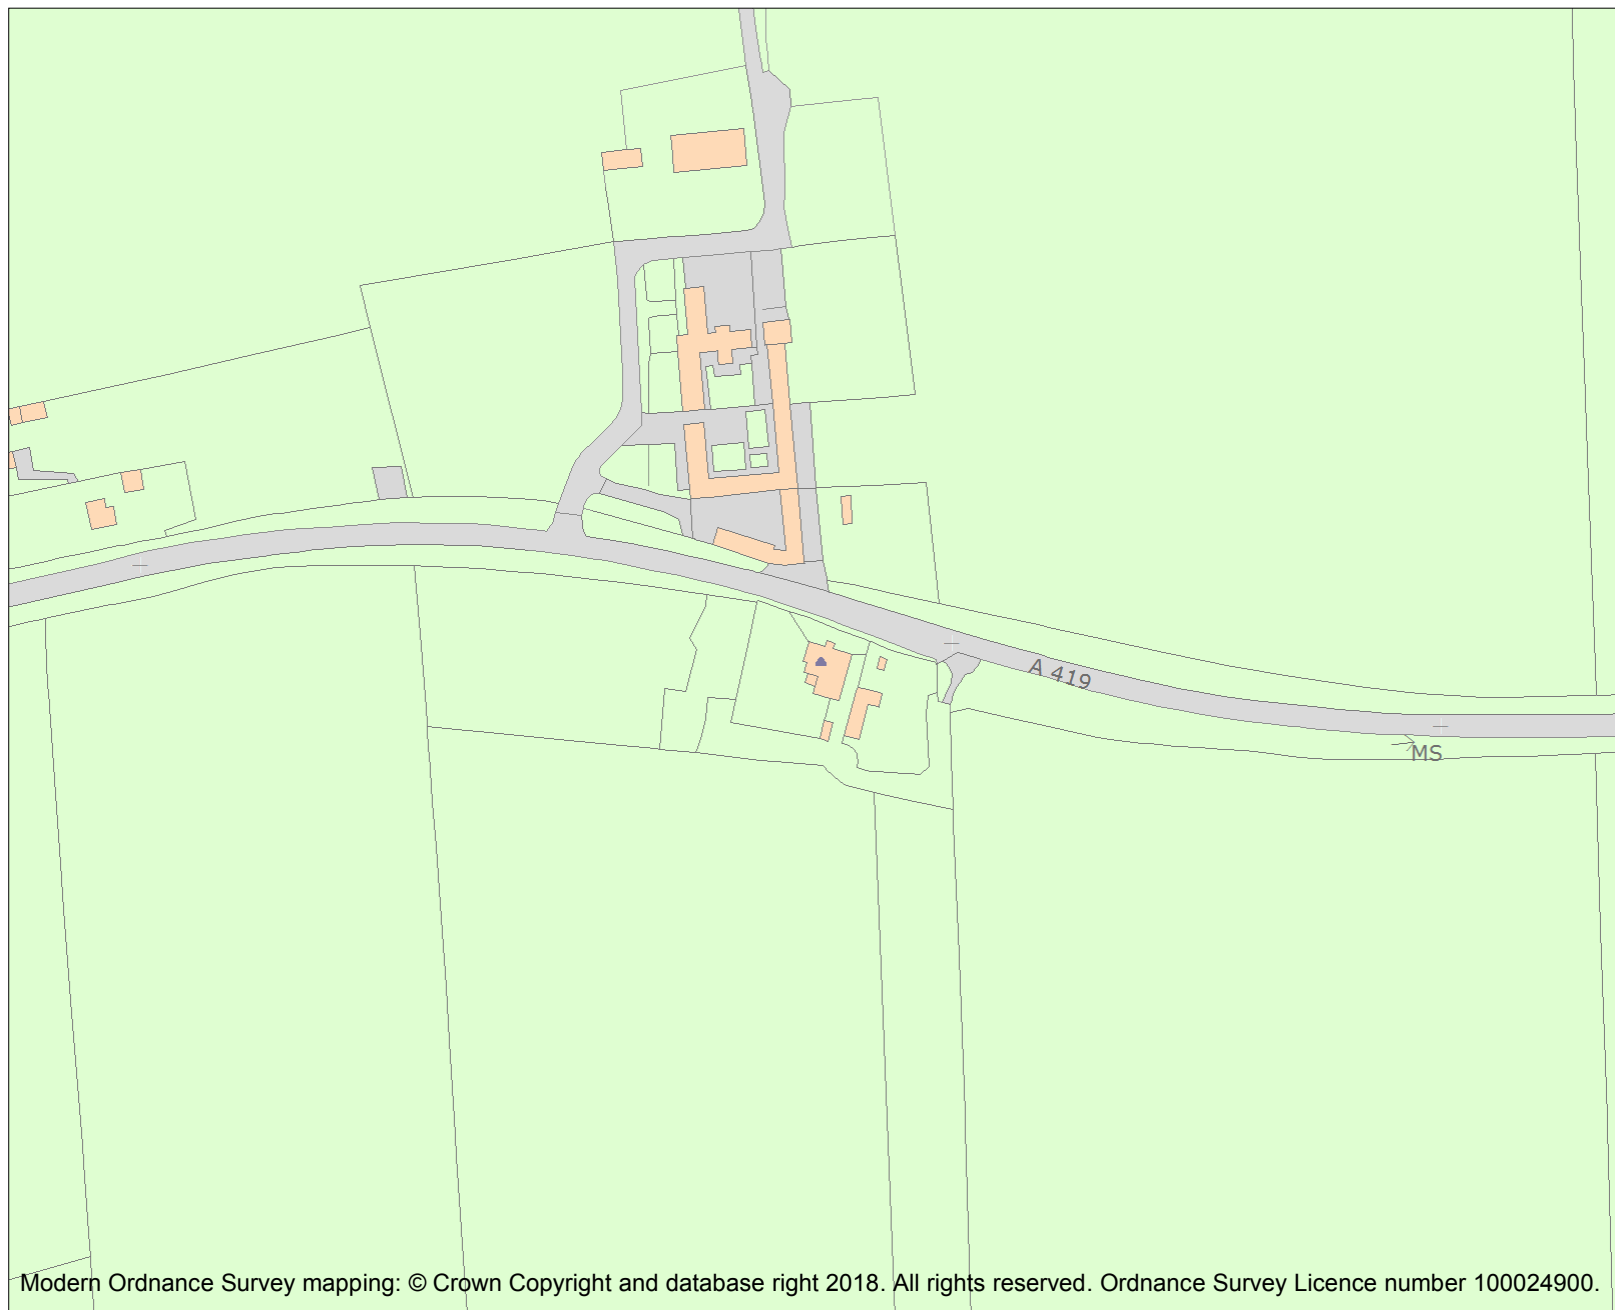 A 419
MS
Modern Ordnance Survey mapping: © Crown Copyright and database right 2018. All rights reserved. Ordnance Survey Licence number 100024900.